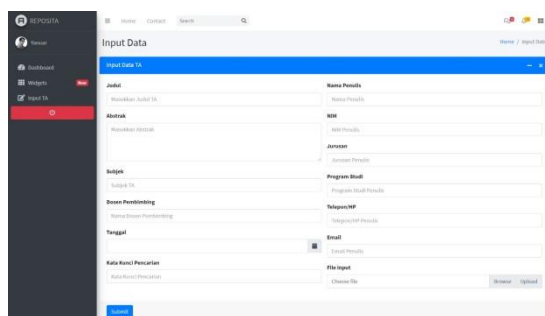 REPOSITA
Home Contact Search
Yanuar
Dashboard
Widgets New
Input TA
Input Data
Home / Input Data
Input Data TA
Judul
Masukkan Judul TA
Abstrak
Masukkan Abstrak
Subjek
Subjek TA
Dosen Pembimbing
Nama Dosen Pembimbing
Tanggal
Kata Kunci Pencarian
Kata Kunci Pencarian
Nama Penulis
Nama Penulis
NIM
NIM Penulis
Jurusan
Jurusan Penulis
Program Studi
Program Studi Penulis
Telepon/HP
Telepon/HP Penulis
Email
Email Penulis
File input
Choose file Browse Upload
Submit